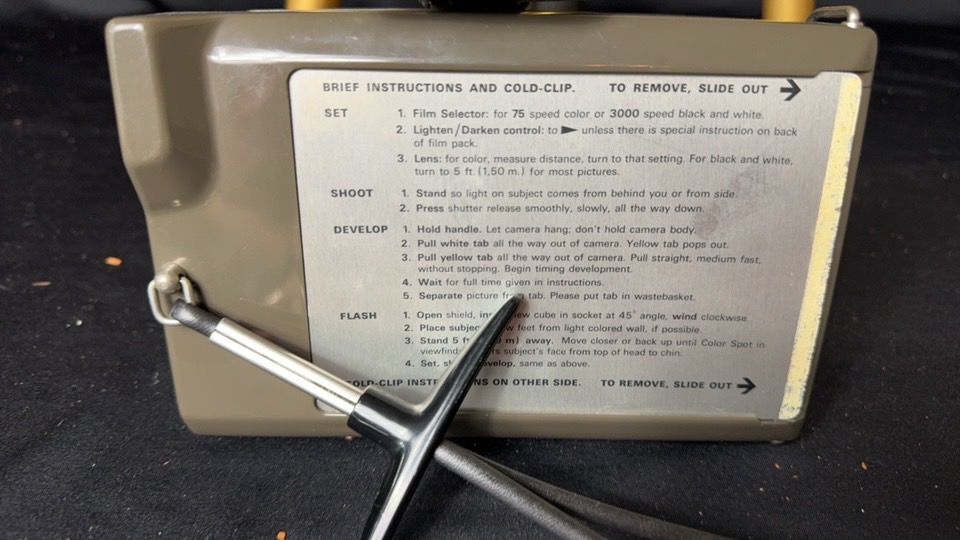 BRIEF INSTRUCTIONS AND COLD-CLIP. TO REMOVE, SLIDE OUT
SET 1. Film Selector: for 75 speed color or 3000 speed black and white.
2. Lighten/Darken control: to unless there is special instruction on back
of film pack.
3. Lens: for color, measure distance, turn to that setting. For black and white,
turn to 5 ft. (1,50 m.) for most pictures.
SHOOT 1. Stand so light on subject comes from behind you or from side.
2. Press shutter release smoothly, slowly, all the way down.
DEVELOP 1. Hold handle. Let camera hang; don't hold camera body.
2. Pull white tab all the way out of camera. Yellow tab pops out.
3. Pull yellow tab all the way out of camera. Pull straight, medium fast,
without stopping. Begin timing development.
4. Wait for full time given in instructions.
5. Separate picture from tab. Please put tab in wastebasket.
FLASH 1. Open shield, cube in socket at 45° angle, wind clockwise.
2. Place feet from light colored wall, if possible.
3. Stand 5 away. Move closer or back up until Color Spot in
subject's face from top of head to chin.
4. Set, same as above.
ON OTHER SIDE. TO REMOVE, SLIDE OUT